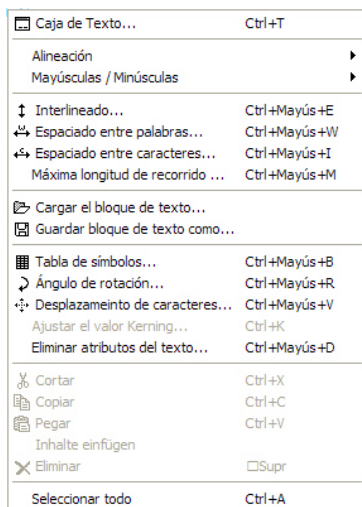 Caja de Texto... Ctrl+T
Alineación
Mayúsculas / Minúsculas
Interlineado... Ctrl+Mayús+E
Espaciado entre palabras... Ctrl+Mayús+W
Espaciado entre caracteres... Ctrl+Mayús+I
Máxima longitud de recorrido ... Ctrl+Mayús+M
Cargar el bloque de texto...
Guardar bloque de texto como...
Tabla de símbolos... Ctrl+Mayús+B
Ángulo de rotación... Ctrl+Mayús+R
Desplazameinto de caracteres... Ctrl+Mayús+V
Ajustar el valor Kerning... Ctrl+K
Eliminar atributos del texto... Ctrl+Mayús+D
Cortar Ctrl+X
Copiar Ctrl+C
Pegar Ctrl+V
Inhalte einfügen
Eliminar □Supr
Seleccionar todo Ctrl+A